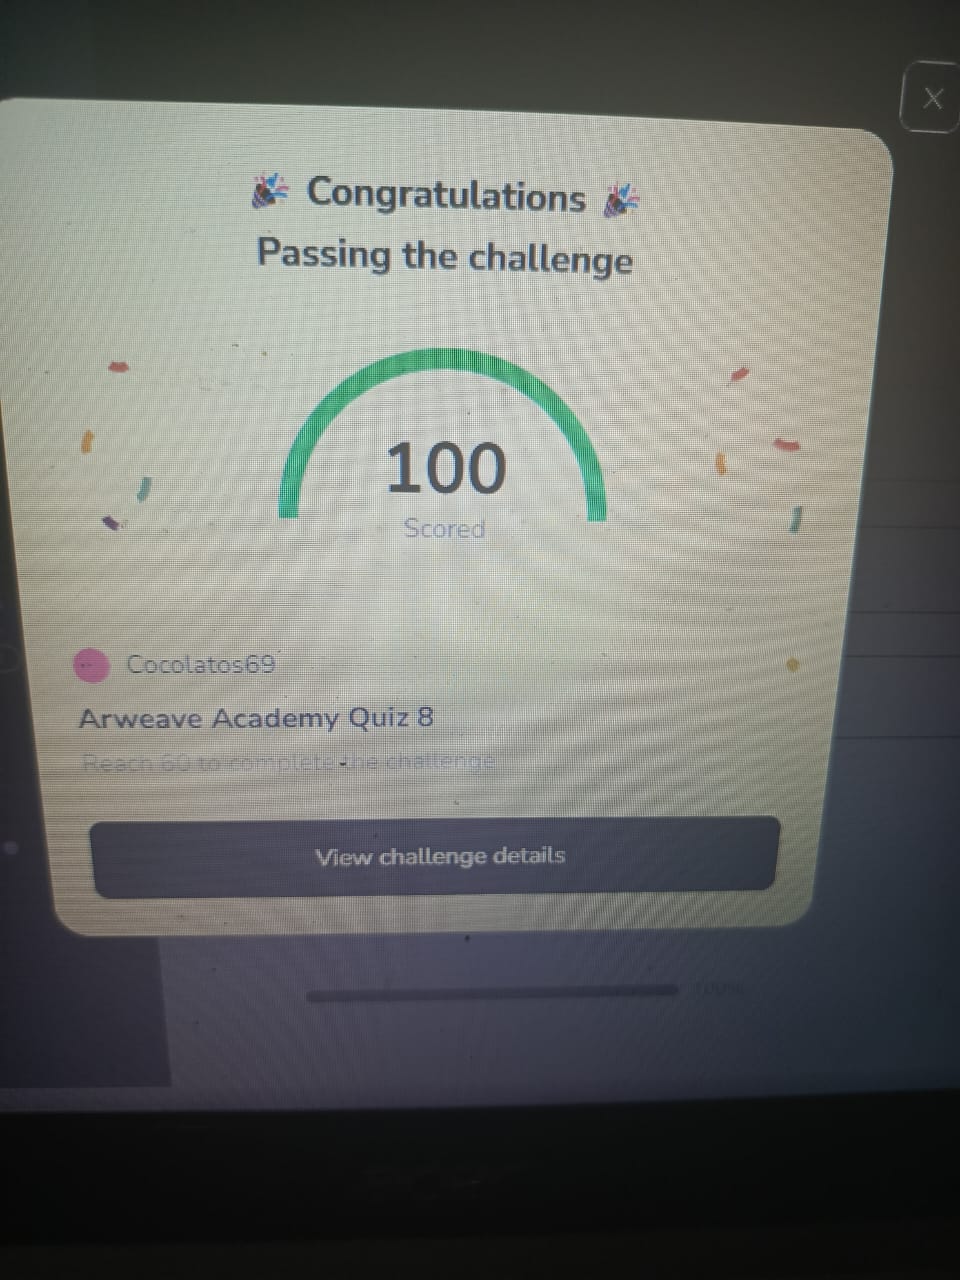 Congratulations
Passing the challenge
100
Scored
Cocolatos69
Arweave Academy Quiz 8
Reach 60 to complete the challenge
View challenge details
100%